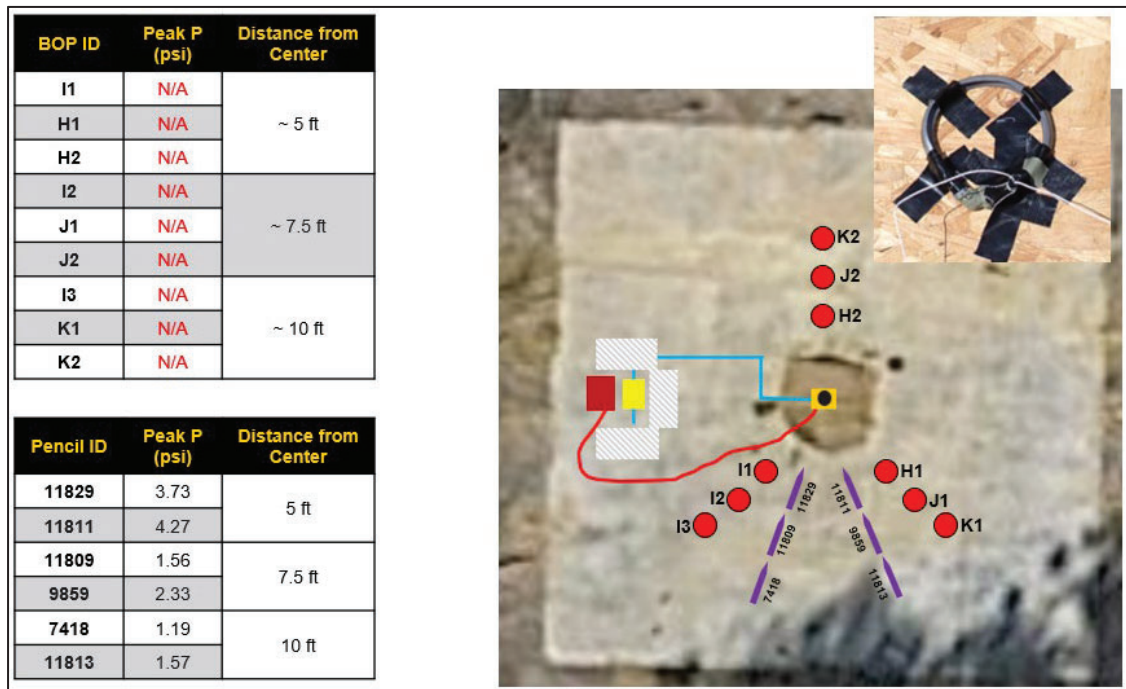 BOP ID Peak P (psi) Distance from Center
I1 N/A ~ 5 ft
H1 N/A
H2 N/A
I2 N/A ~ 7.5 ft
J1 N/A
J2 N/A
I3 N/A ~ 10 ft
K1 N/A
K2 N/A
Pencil ID Peak P (psi) Distance from Center
11829 3.73 5 ft
11811 4.27
11809 1.56 7.5 ft
9859 2.33
7418 1.19 10 ft
11813 1.57
K2
J2
H2
I1
I2
I3
H1
J1
K1
11829
11809
7418
11811
9859
11813